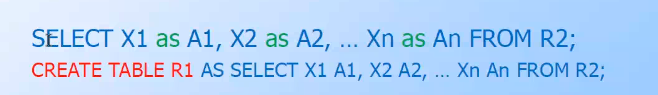 SELECT X1 as A1, X2 as A2, … Xn as An FROM R2;
CREATE TABLE R1 AS SELECT X1 A1, X2 A2, … Xn An FROM R2;